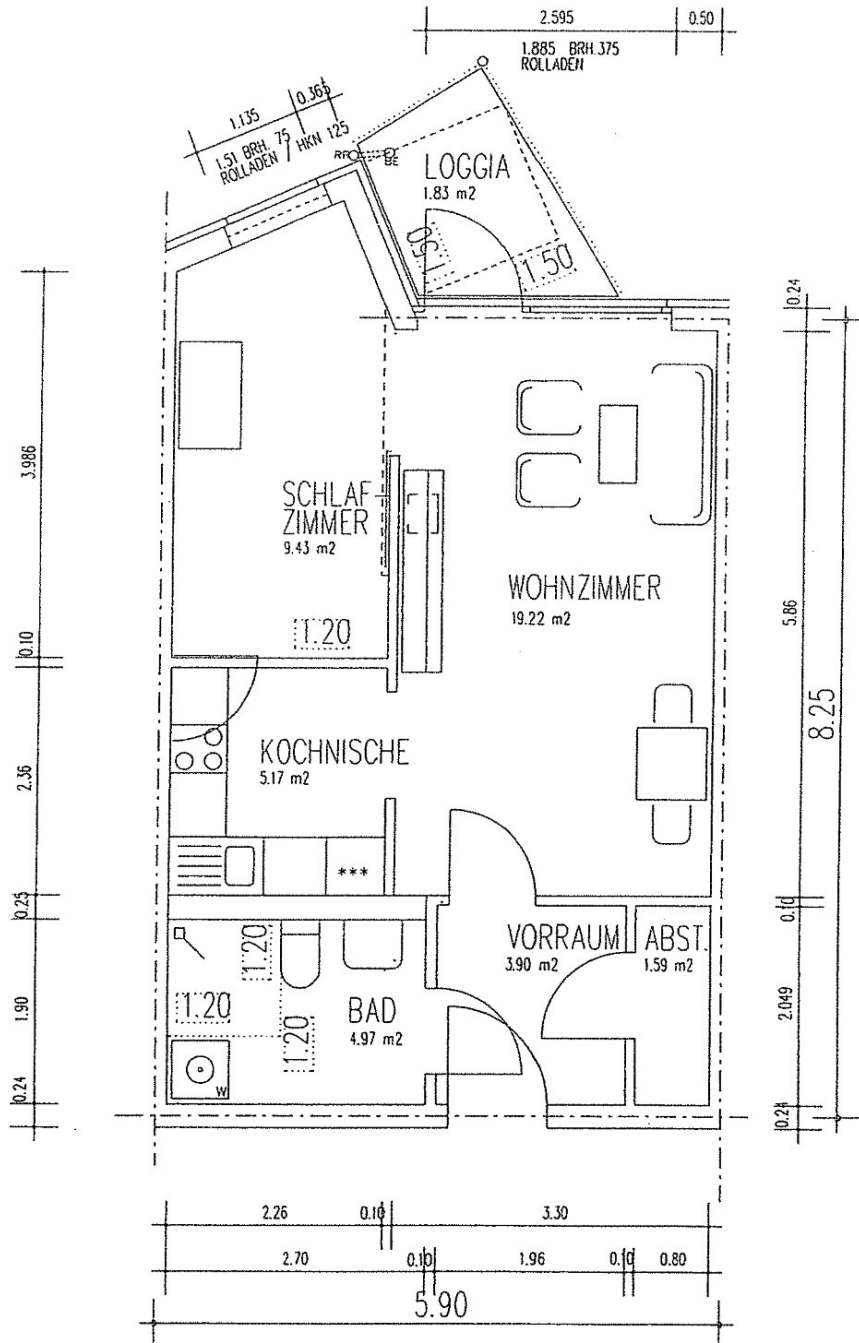 2.595
0.50
1.885 BRH.375
ROLLADEN
1.135
0.365
1.51 BRH. 75
ROLLADEN / HKN 125
RR
BE
LOGGIA
1.83 m2
1.50
1.50
0.24
3.986
SCHLAF
ZIMMER
9.43 m2
WOHNZIMMER
19.22 m2
5.86
8.25
1.20
0.10
KOCHNISCHE
5.17 m2
2.36
***
0.25
0.10
VORRAUM
3.90 m2
ABST.
1.59 m2
1.20
1.20
1.20
BAD
4.97 m2
1.90
2.049
W
0.24
0.24
2.26
0.10
3.30
2.70
0.10
1.96
0.10
0.80
5.90